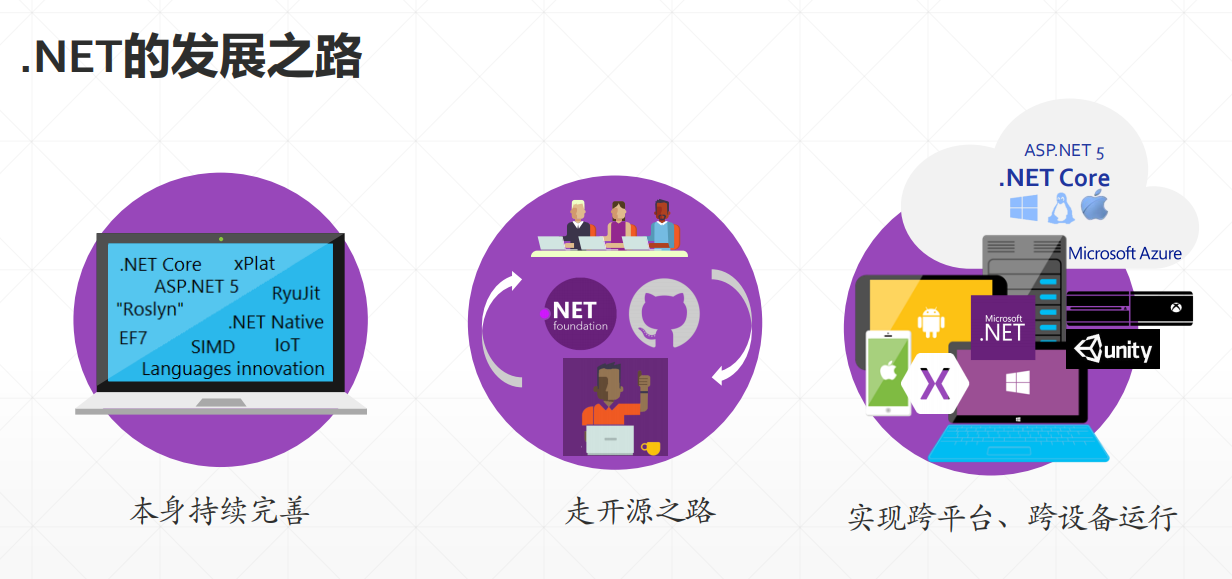 .NET的发展之路
.NET Core xPlat
ASP.NET 5
"Roslyn" RyuJit
.NET Native
EF7 SIMD IoT
Languages innovation
本身持续完善
.NET
foundation
走开源之路
ASP.NET 5
.NET Core
Microsoft Azure
Microsoft
.NET
unity
实现跨平台、跨设备运行